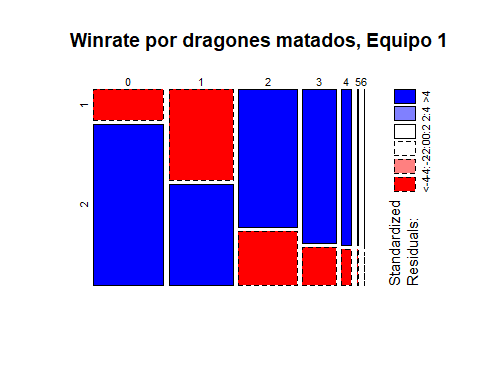 Winrate por dragones matados, Equipo 1
0 1 2 3 4 5 6
1
2
Standardized
Residuals:
<-4 -4:-2 -2:0 0:2 2:4 >4